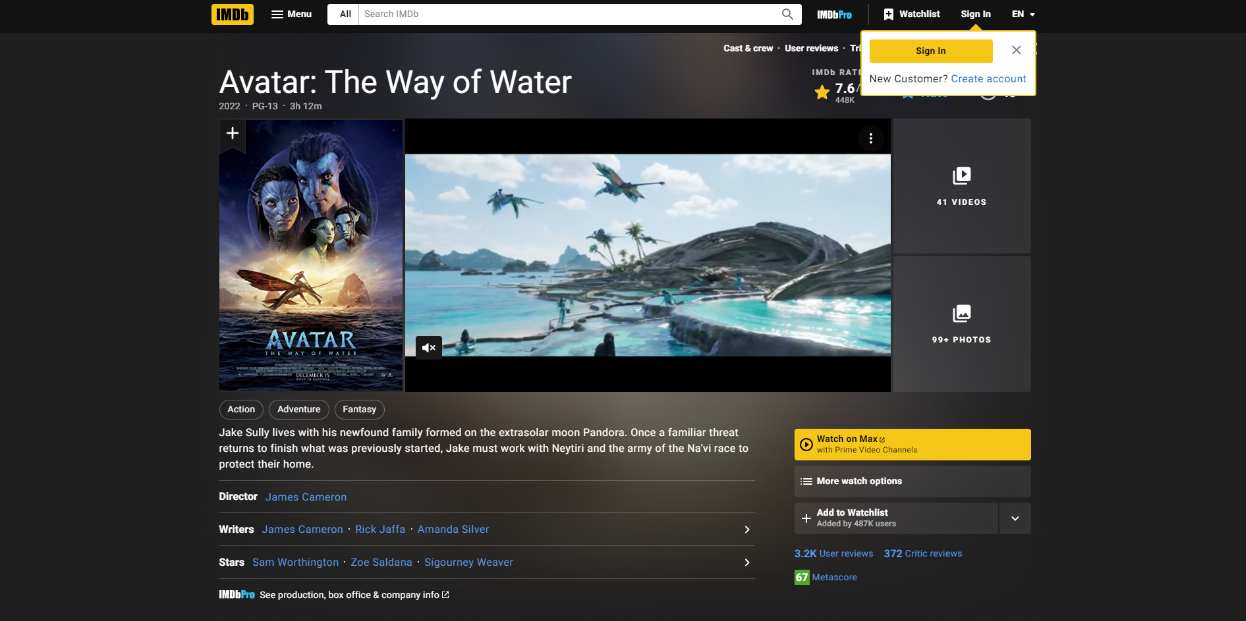 IMDb Menu All Search IMDb IMDbPro Watchlist Sign In EN
Cast & crew · User reviews ·
Sign In
New Customer? Create account
Avatar: The Way of Water
2022 · PG-13 · 3h 12m
7.6
448K
41 VIDEOS
99+ PHOTOS
AVATAR
THE WAY OF WATER
DECEMBER
Action Adventure Fantasy
Jake Sully lives with his newfound family formed on the extrasolar moon Pandora. Once a familiar threat
returns to finish what was previously started, Jake must work with Neytiri and the army of the Na'vi race to
protect their home.
Director James Cameron
Writers James Cameron · Rick Jaffa · Amanda Silver
Stars Sam Worthington · Zoe Saldana · Sigourney Weaver
IMDbPro See production, box office & company info
Watch on Max
with Prime Video Channels
More watch options
Add to Watchlist
Added by 487K users
3.2K User reviews 372 Critic reviews
67 Metascore